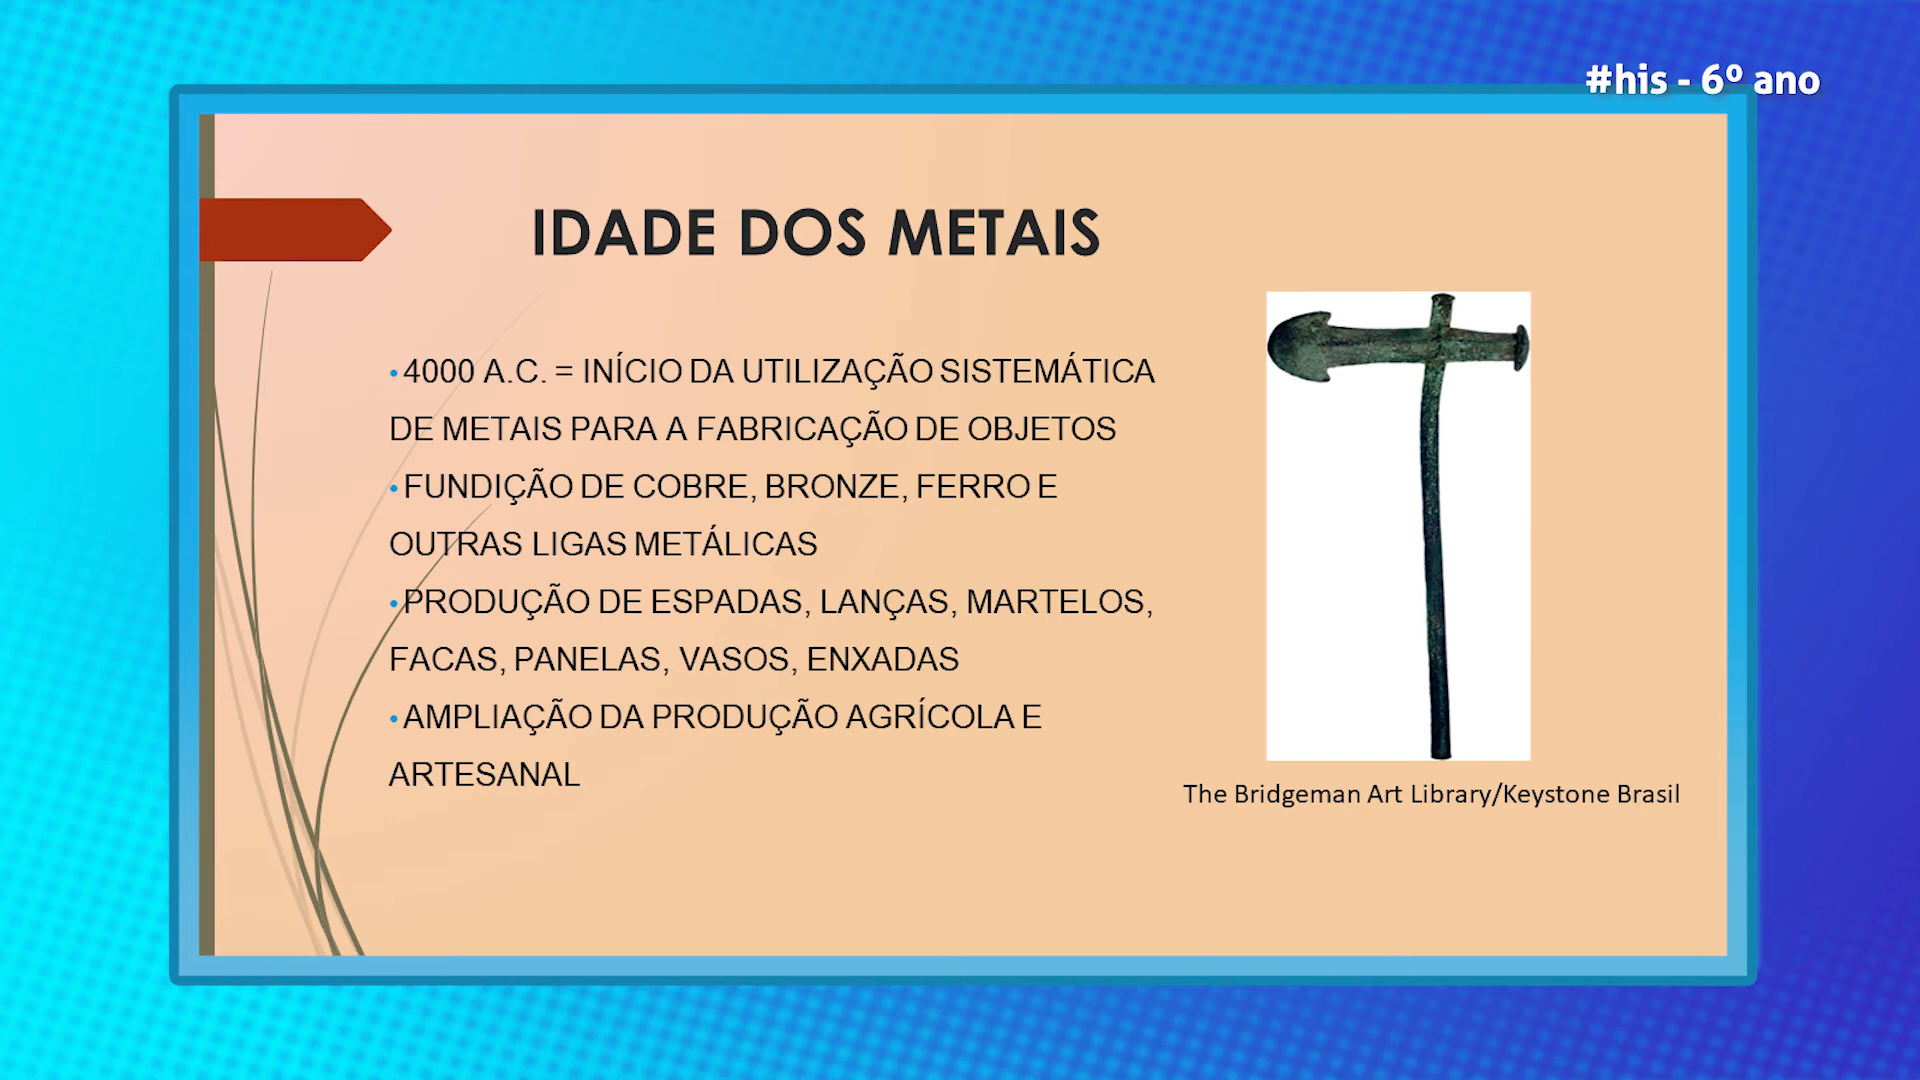 #his - 6º ano
IDADE DOS METAIS
•4000 A.C. = INÍCIO DA UTILIZAÇÃO SISTEMÁTICA
DE METAIS PARA A FABRICAÇÃO DE OBJETOS
•FUNDIÇÃO DE COBRE, BRONZE, FERRO E
OUTRAS LIGAS METÁLICAS
•PRODUÇÃO DE ESPADAS, LANÇAS, MARTELOS,
FACAS, PANELAS, VASOS, ENXADAS
•AMPLIAÇÃO DA PRODUÇÃO AGRÍCOLA E
ARTESANAL
The Bridgeman Art Library/Keystone Brasil